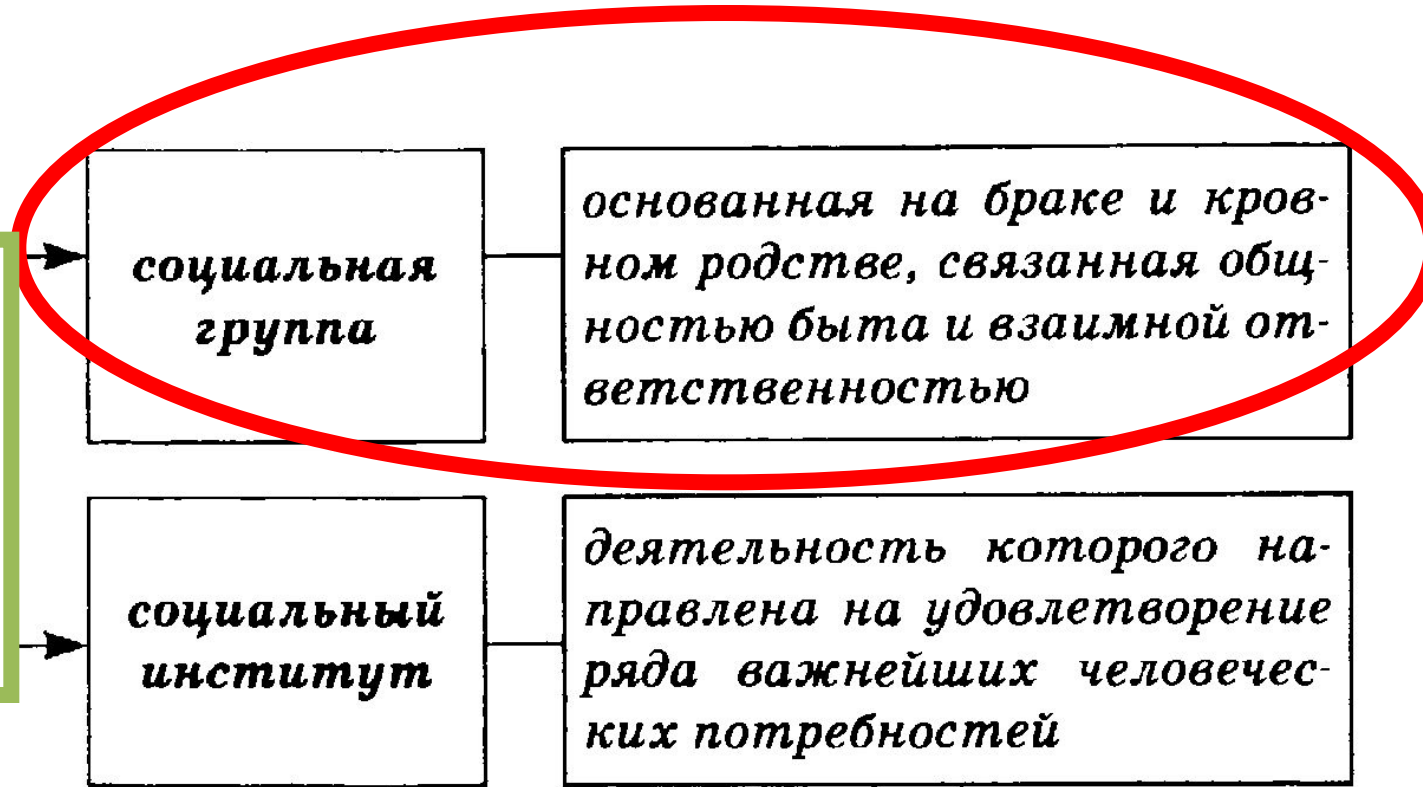 социальная
группа
основанная на браке и кров-
ном родстве, связанная общ-
ностью быта и взаимной от-
ветственностью
социальный
институт
деятельность которого на-
правлена на удовлетворение
ряда важнейших человечес-
ких потребностей